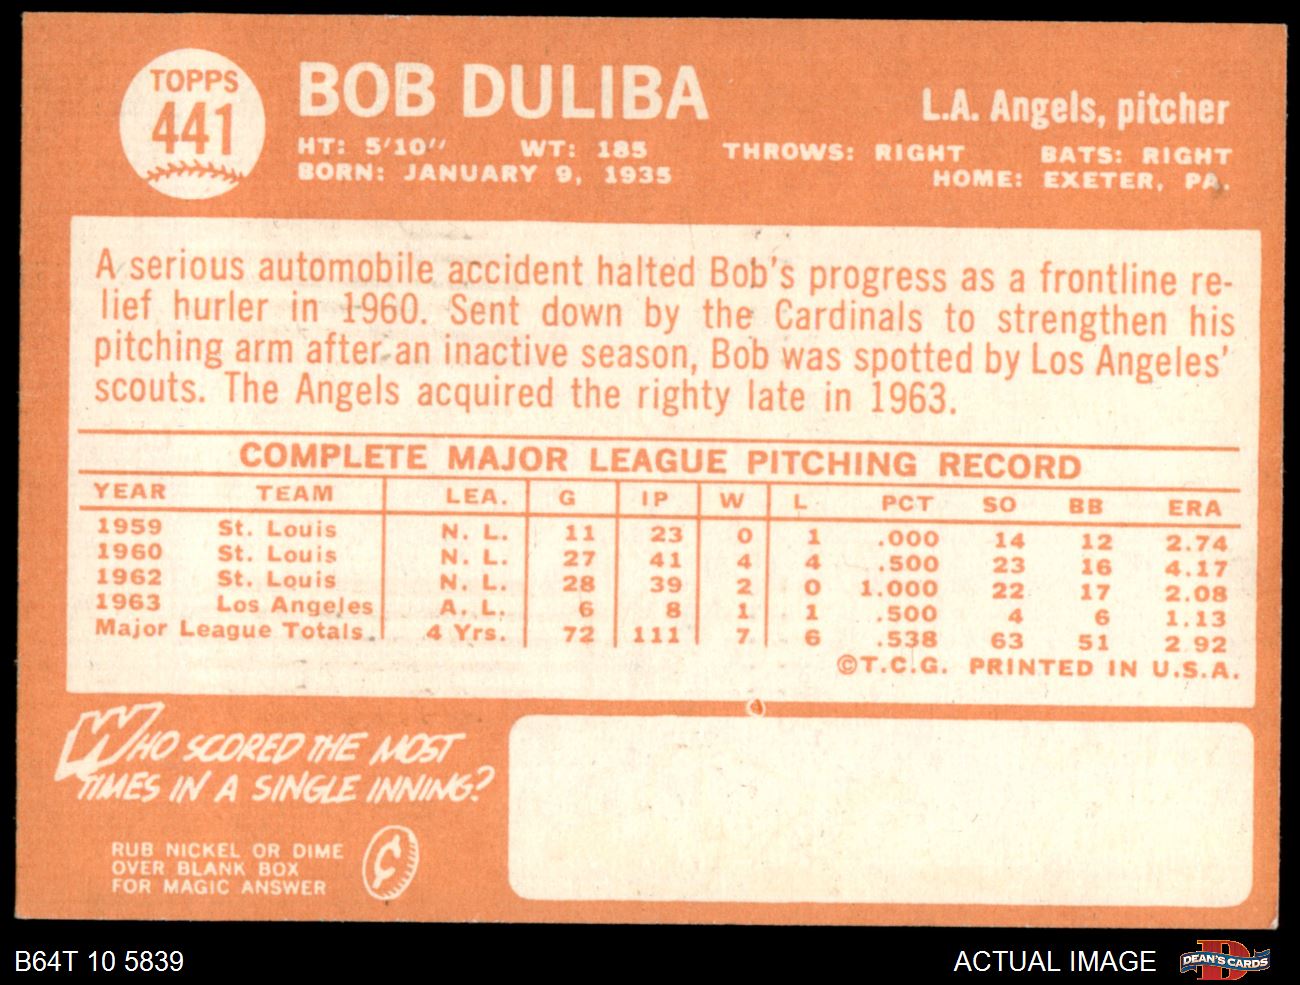 TOPPS
441
BOB DULIBA
L.A. Angels, pitcher
HT: 5'10" WT: 185 THROWS: RIGHT BATS: RIGHT
BORN: JANUARY 9, 1935 HOME: EXETER, PA.
A serious automobile accident halted Bob's progress as a frontline re-
lief hurler in 1960. Sent down by the Cardinals to strengthen his
pitching arm after an inactive season, Bob was spotted by Los Angeles'
scouts. The Angels acquired the righty late in 1963.
COMPLETE MAJOR LEAGUE PITCHING RECORD
YEAR TEAM LEA. G IP W L PCT SO BB ERA
1959 St. Louis N. L. 11 23 0 1 .000 14 12 2.74
1960 St. Louis N. L. 27 41 4 4 .500 23 16 4.17
1962 St. Louis N. L. 28 39 2 0 1.000 22 17 2.08
1963 Los Angeles A. L. 6 8 1 1 .500 4 6 1.13
Major League Totals 4 Yrs. 72 111 7 6 .538 63 51 2.92
©T.C.G. PRINTED IN U.S.A.
WHO SCORED THE MOST
TIMES IN A SINGLE INNING?
RUB NICKEL OR DIME
OVER BLANK BOX
FOR MAGIC ANSWER
¢
B64T 10 5839
ACTUAL IMAGE
D
DEAN'S CARDS